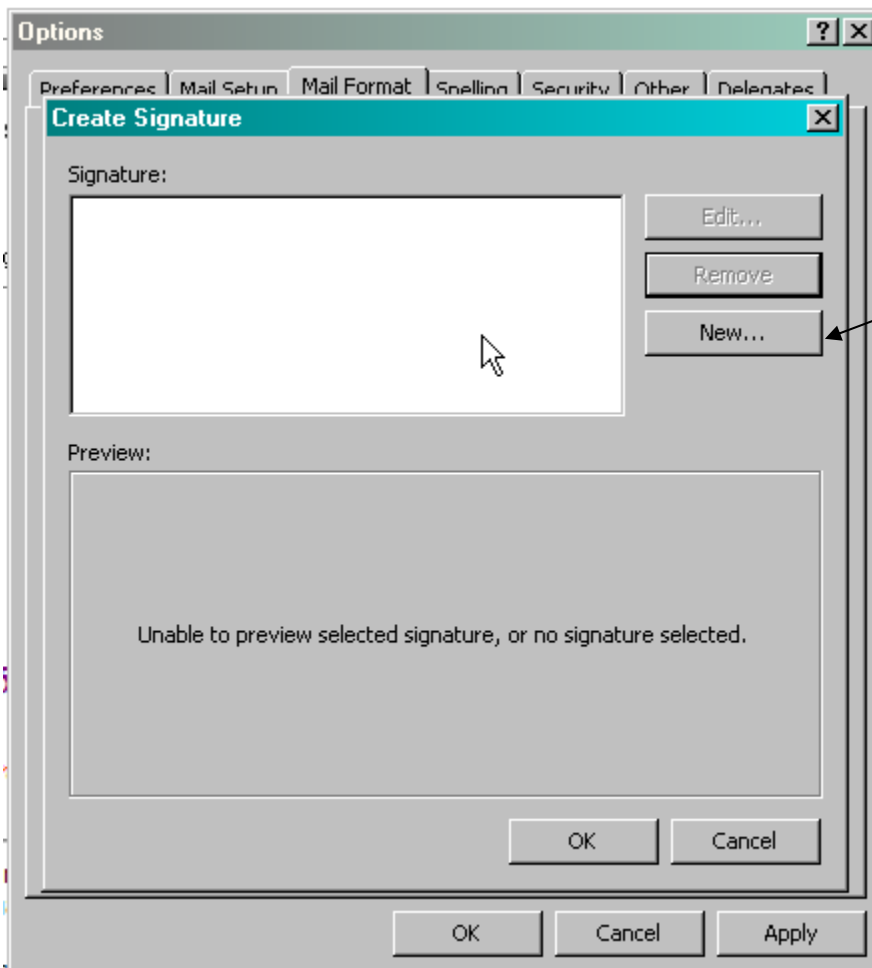 Options
Preferences Mail Setup Mail Format Spelling Security Other Delegates
Create Signature
Signature:
Edit...
Remove
New...
Preview:
Unable to preview selected signature, or no signature selected.
OK Cancel
OK Cancel Apply